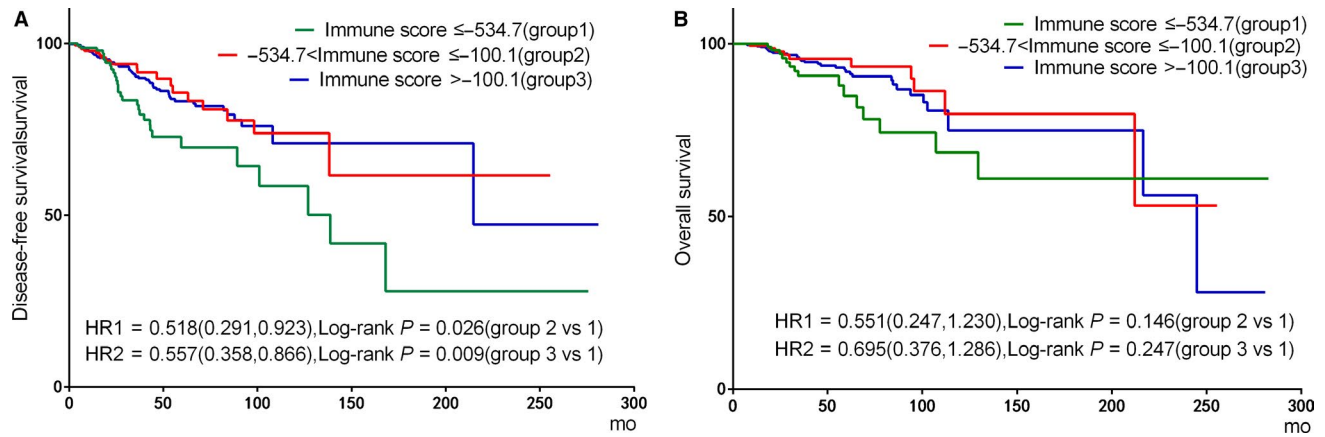 A
Immune score ≤−534.7(group1)
−534.7<Immune score ≤−100.1(group2)
Immune score >−100.1(group3)
Disease-free survivalsurvival
100
50
0
HR1 = 0.518(0.291,0.923),Log-rank P = 0.026(group 2 vs 1)
HR2 = 0.557(0.358,0.866),Log-rank P = 0.009(group 3 vs 1)
0 50 100 150 200 250 300
mo
B
Immune score ≤−534.7(group1)
−534.7<Immune score ≤−100.1(group2)
Immune score >−100.1(group3)
Overall survival
100
50
0
HR1 = 0.551(0.247,1.230),Log-rank P = 0.146(group 2 vs 1)
HR2 = 0.695(0.376,1.286),Log-rank P = 0.247(group 3 vs 1)
0 50 100 150 200 250 300
mo